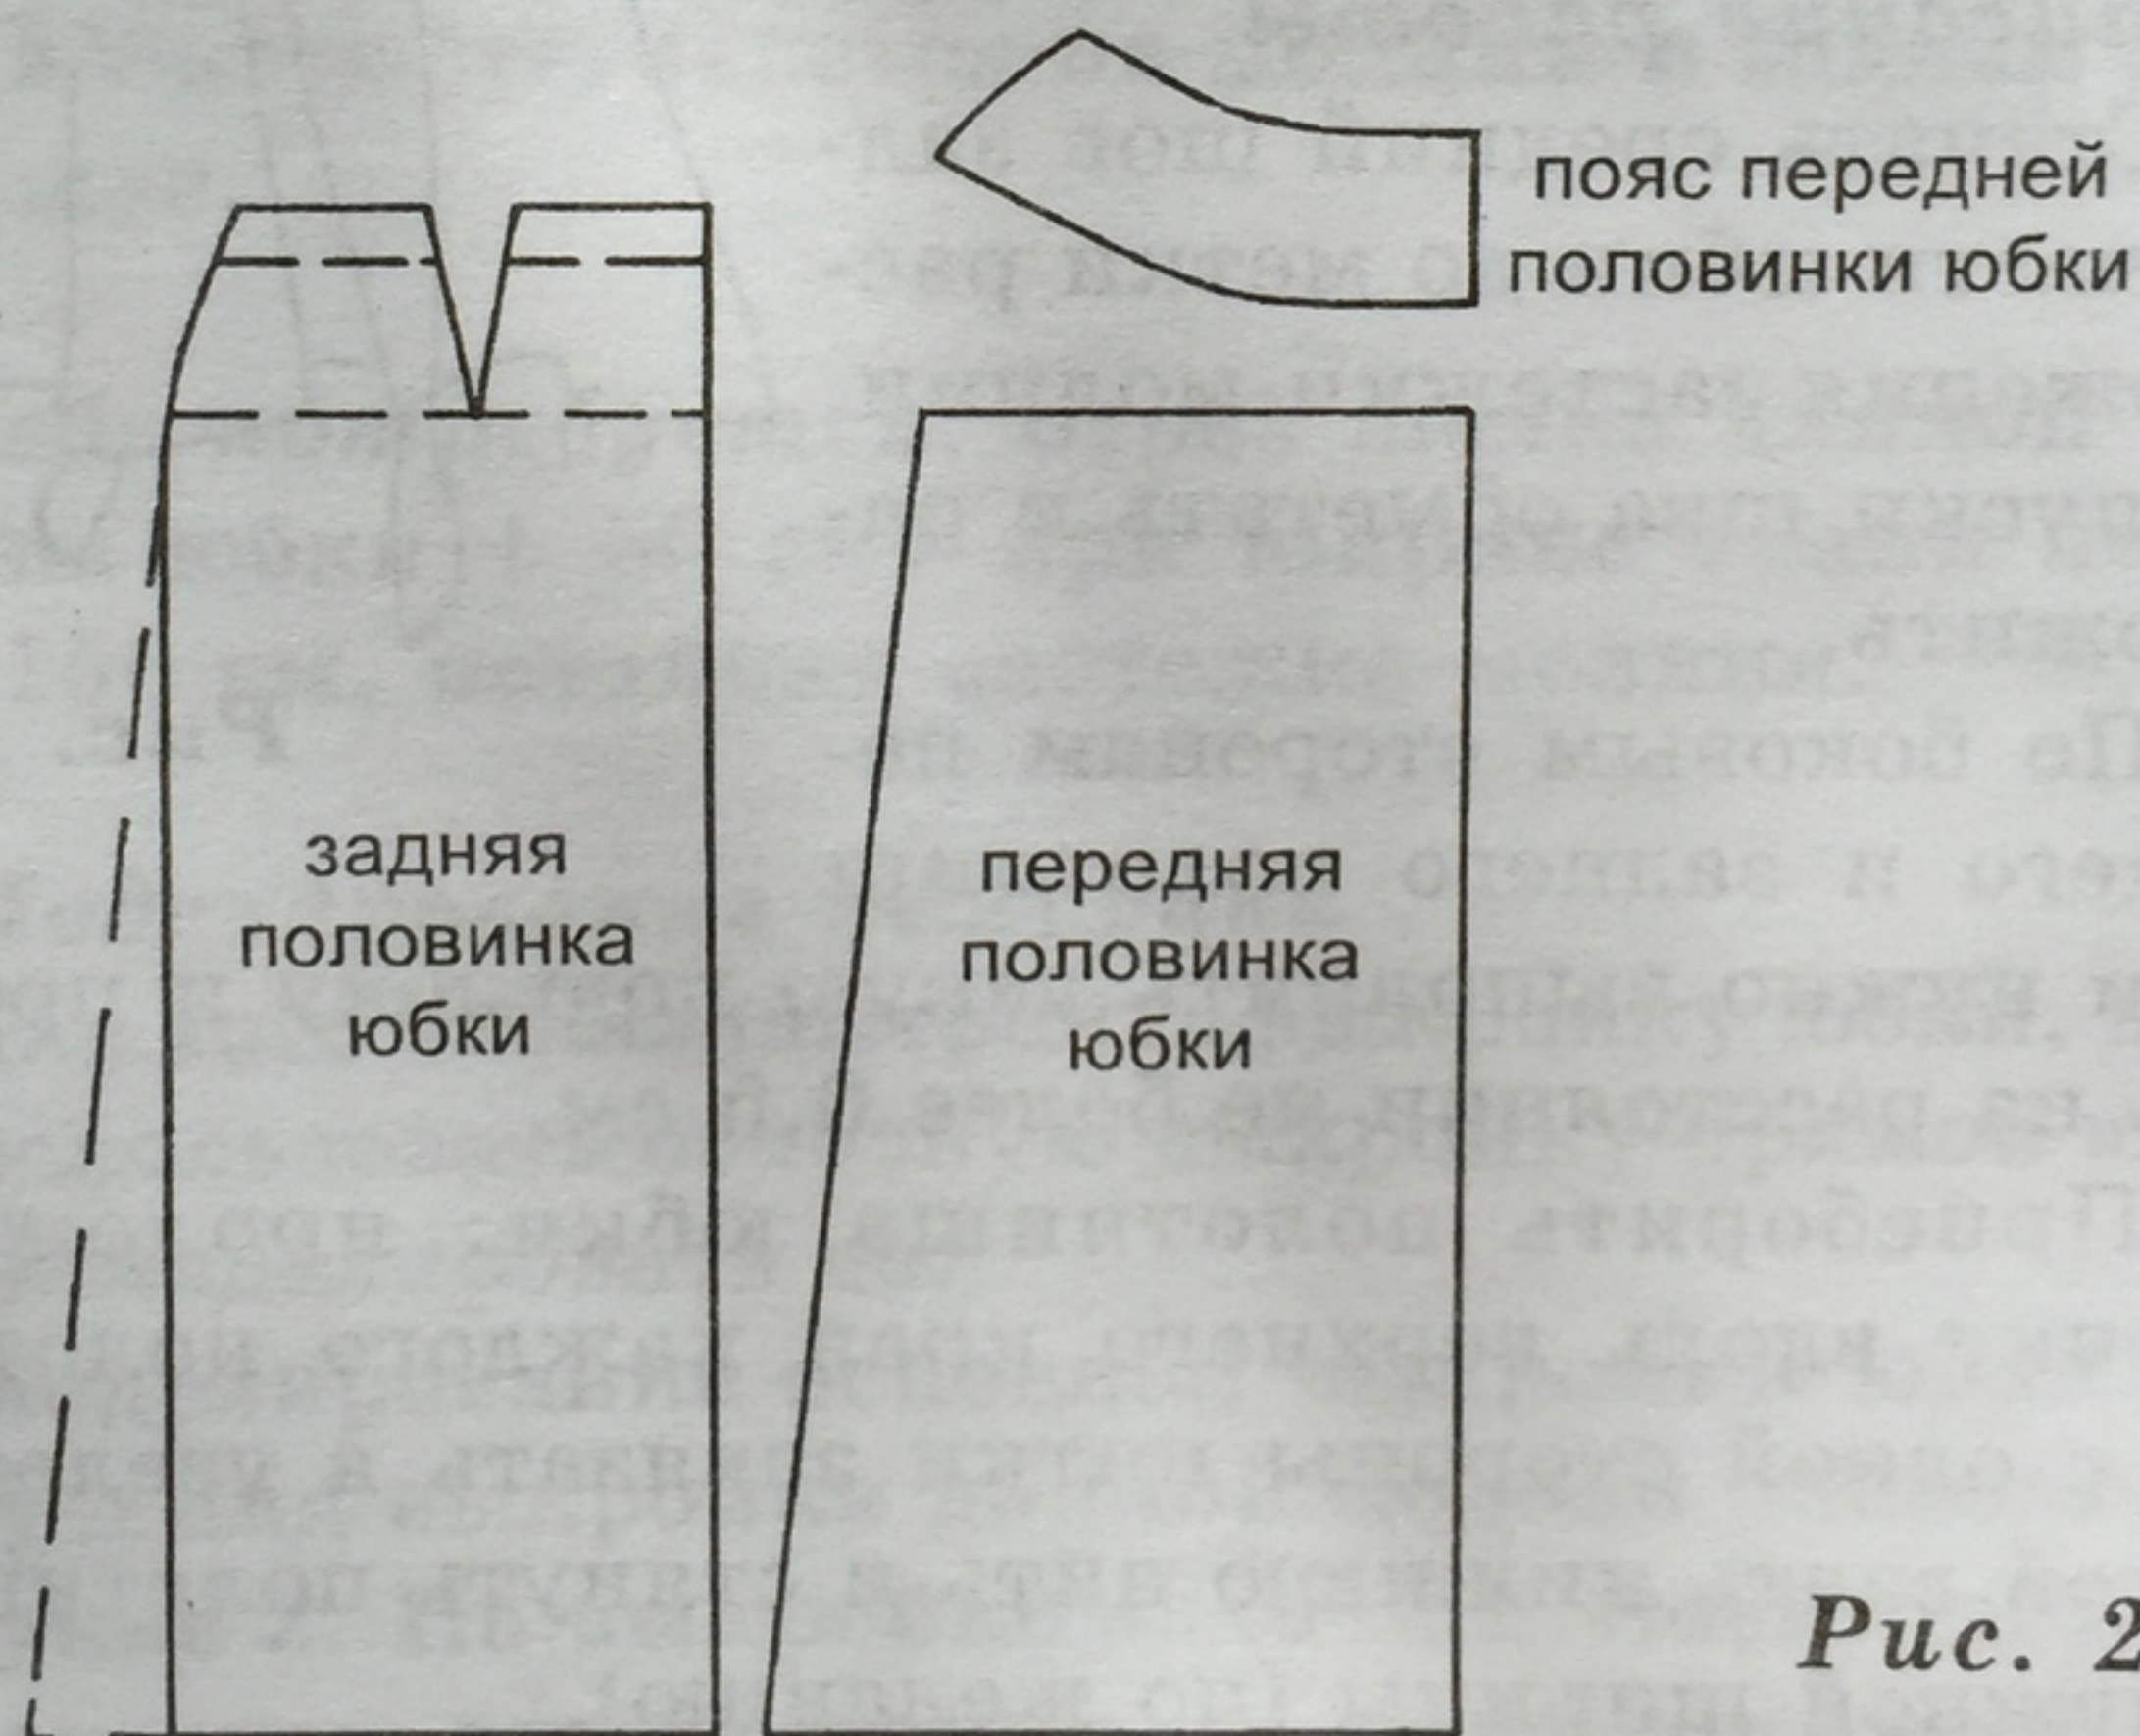 пояс передней
половинки юбки
задняя
половинка
юбки
передняя
половинка
юбки
Рис. 2